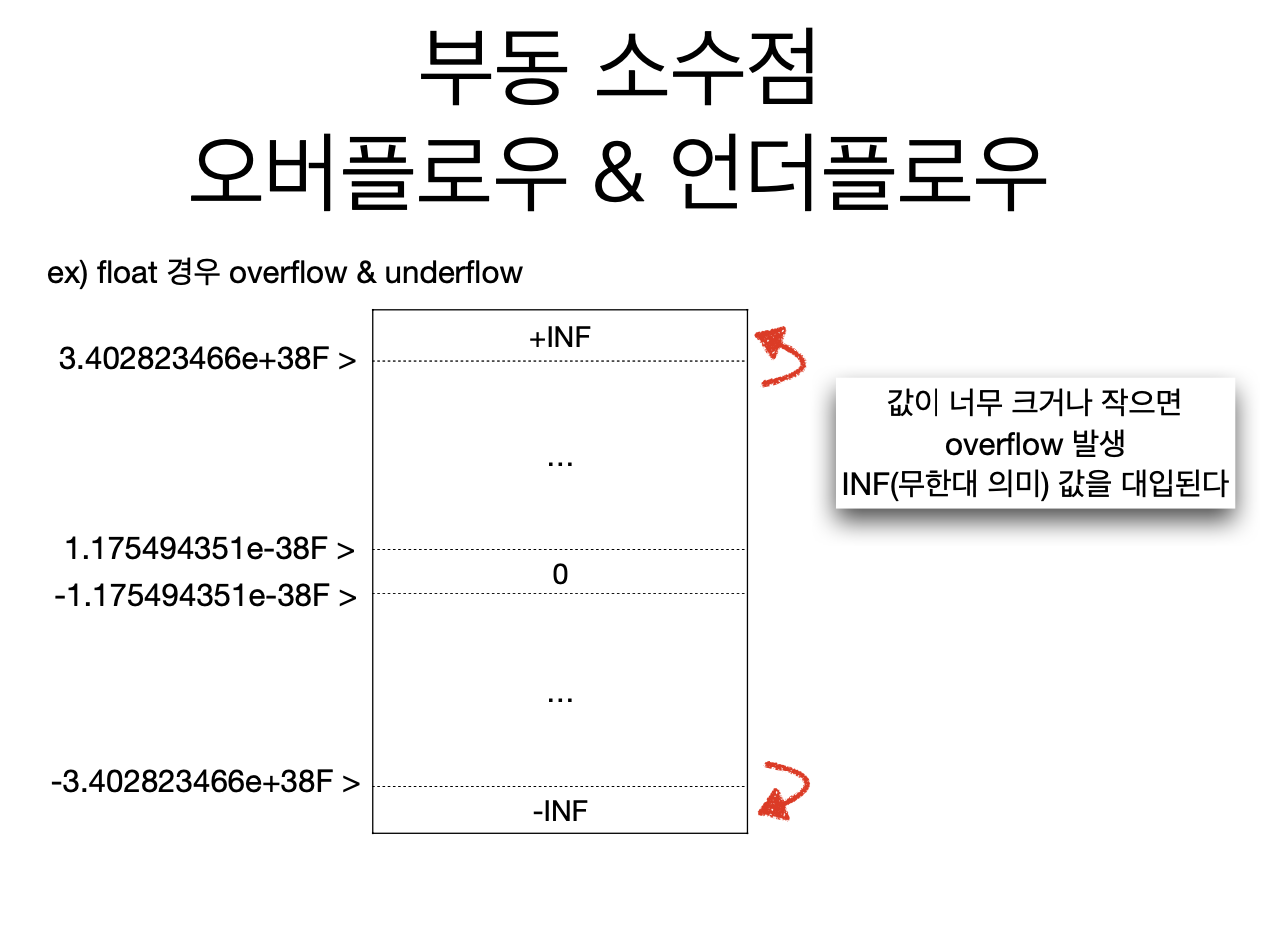 부동 소수점
오버플로우 & 언더플로우
ex) float 경우 overflow & underflow
+INF
3.402823466e+38F >
...
1.175494351e-38F >
0
-1.175494351e-38F >
...
-3.402823466e+38F >
-INF
값이 너무 크거나 작으면
overflow 발생
INF(무한대 의미) 값을 대입된다